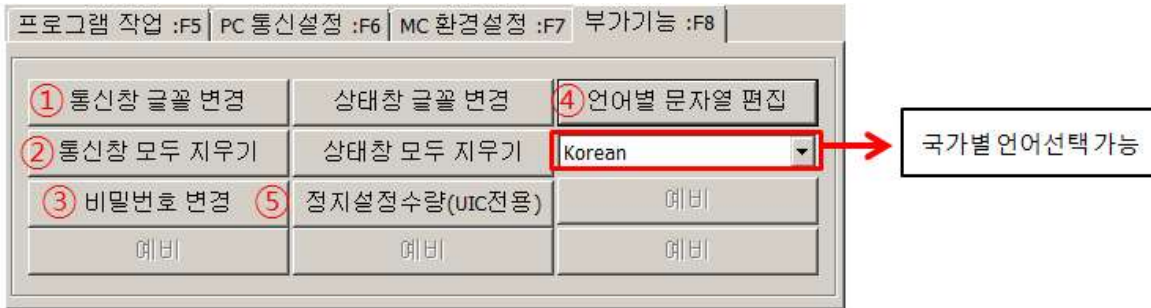 프로그램 작업 :F5 PC 통신설정 :F6 MC 환경설정 :F7 부가기능 :F8
① 통신창 글꼴 변경 상태창 글꼴 변경 ④ 언어별 문자열 편집
② 통신창 모두 지우기 상태창 모두 지우기 Korean 국가별 언어선택 가능
③ 비밀번호 변경 ⑤ 정지설정수량(UIC전용) 예비
예비 예비 예비